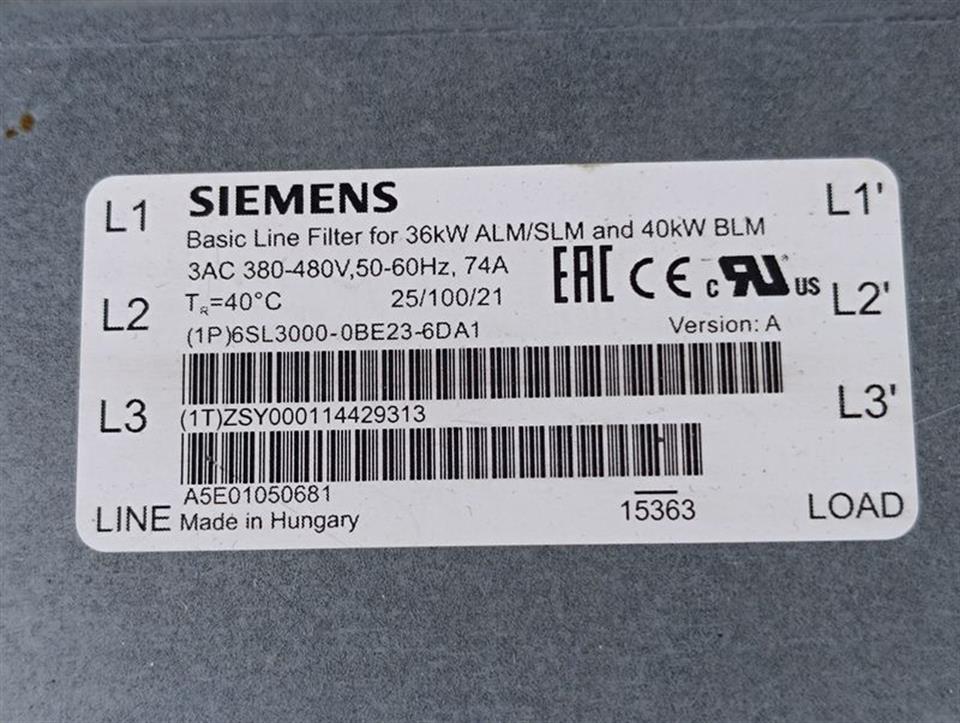 L1 SIEMENS L1'
Basic Line Filter for 36kW ALM/SLM and 40kW BLM
3AC 380-480V,50-60Hz, 74A
EAC CE c RU US
L2 TR=40°C 25/100/21 L2'
(1P)6SL3000-0BE23-6DA1 Version: A
L3 (1T)ZSY000114429313 L3'
A5E01050681
LINE Made in Hungary 15363 LOAD